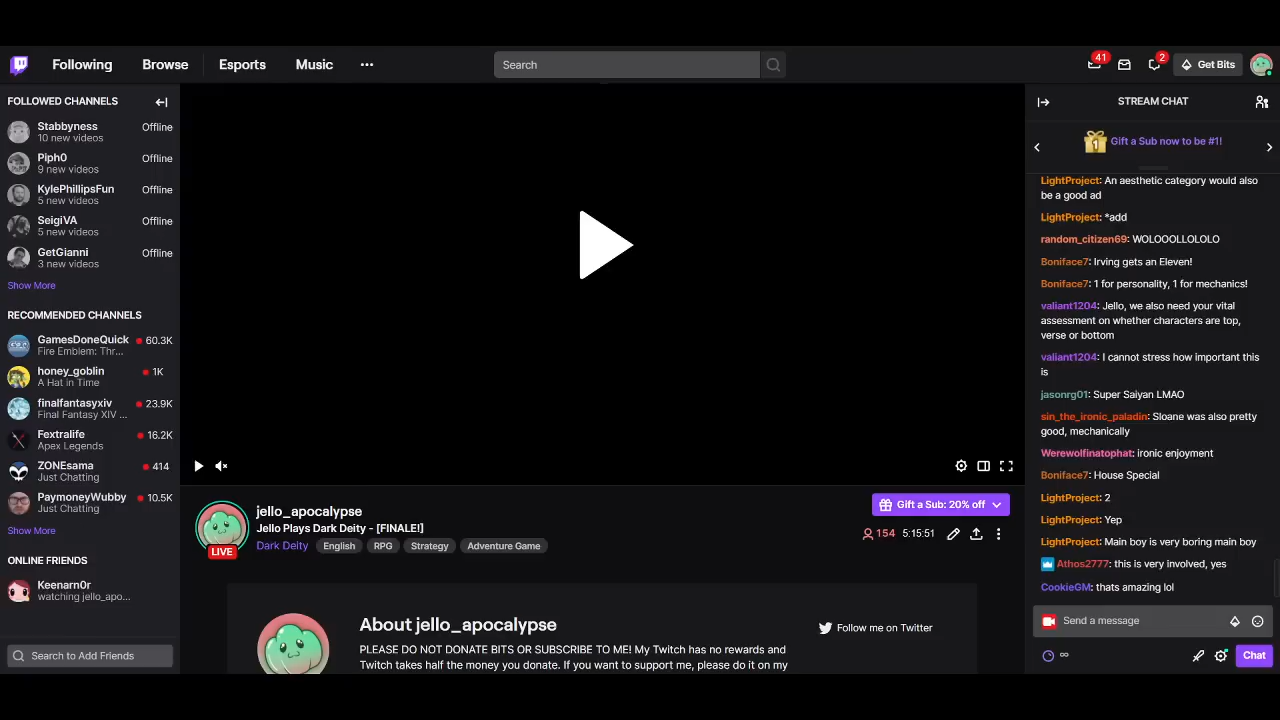 Following
Browse
Esports
Music
Search
41
2
Get Bits
FOLLOWED CHANNELS
Stabbyness
Offline
10 new videos
Piph0
Offline
9 new videos
KylePhillipsFun
Offline
5 new videos
SeigiVA
Offline
5 new videos
GetGianni
Offline
3 new videos
Show More
RECOMMENDED CHANNELS
GamesDoneQuick
60.3K
Fire Emblem: Thr...
honey_goblin
1K
A Hat in Time
finalfantasyxiv
23.9K
Final Fantasy XIV ...
Fextralife
16.2K
Apex Legends
ZONEsama
414
Just Chatting
PaymoneyWubby
10.5K
Just Chatting
Show More
ONLINE FRIENDS
Keenarn0r
watching jello_apo...
Search to Add Friends
LIVE
jello_apocalypse
Jello Plays Dark Deity - [FINALE!]
Dark Deity
English
RPG
Strategy
Adventure Game
Gift a Sub: 20% off
154
5:15:51
About jello_apocalypse
PLEASE DO NOT DONATE BITS OR SUBSCRIBE TO ME! My Twitch has no rewards and
Twitch takes half the money you donate. If you want to support me, please do it on my
Follow me on Twitter
STREAM CHAT
1
Gift a Sub now to be #1!
LightProject: An aesthetic category would also
be a good ad
LightProject: *add
random_citizen69: WOLOOOLLOLOLO
Boniface7: Irving gets an Eleven!
Boniface7: 1 for personality, 1 for mechanics!
valiant1204: Jello, we also need your vital
assessment on whether characters are top,
verse or bottom
valiant1204: I cannot stress how important this
is
jasonrg01: Super Saiyan LMAO
sin_the_ironic_paladin: Sloane was also pretty
good, mechanically
Werewolfinatophat: ironic enjoyment
Boniface7: House Special
LightProject: 2
LightProject: Yep
LightProject: Main boy is very boring main boy
Athos2777: this is very involved, yes
CookieGM: thats amazing lol
Send a message
∞
Chat